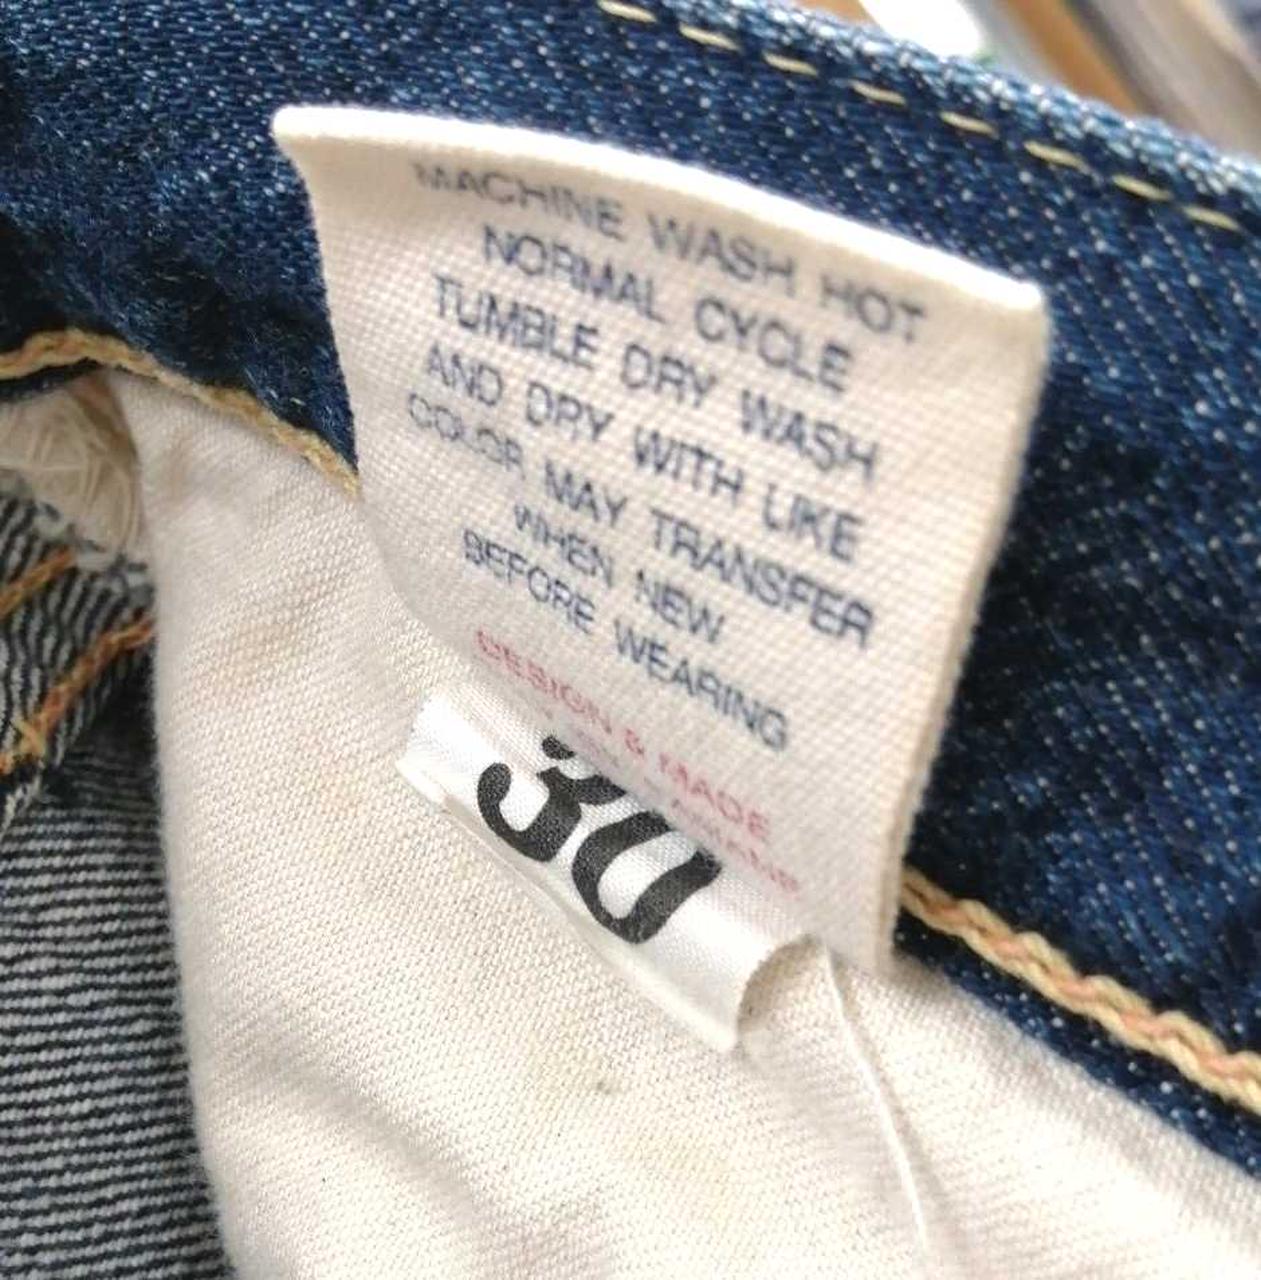 MACHINE WASH HOT
NORMAL CYCLE
TUMBLE DRY WASH
AND DRY WITH LIKE
COLOR MAY TRANSFER
WHEN NEW
BEFORE WEARING
DESIGN & MADE
30